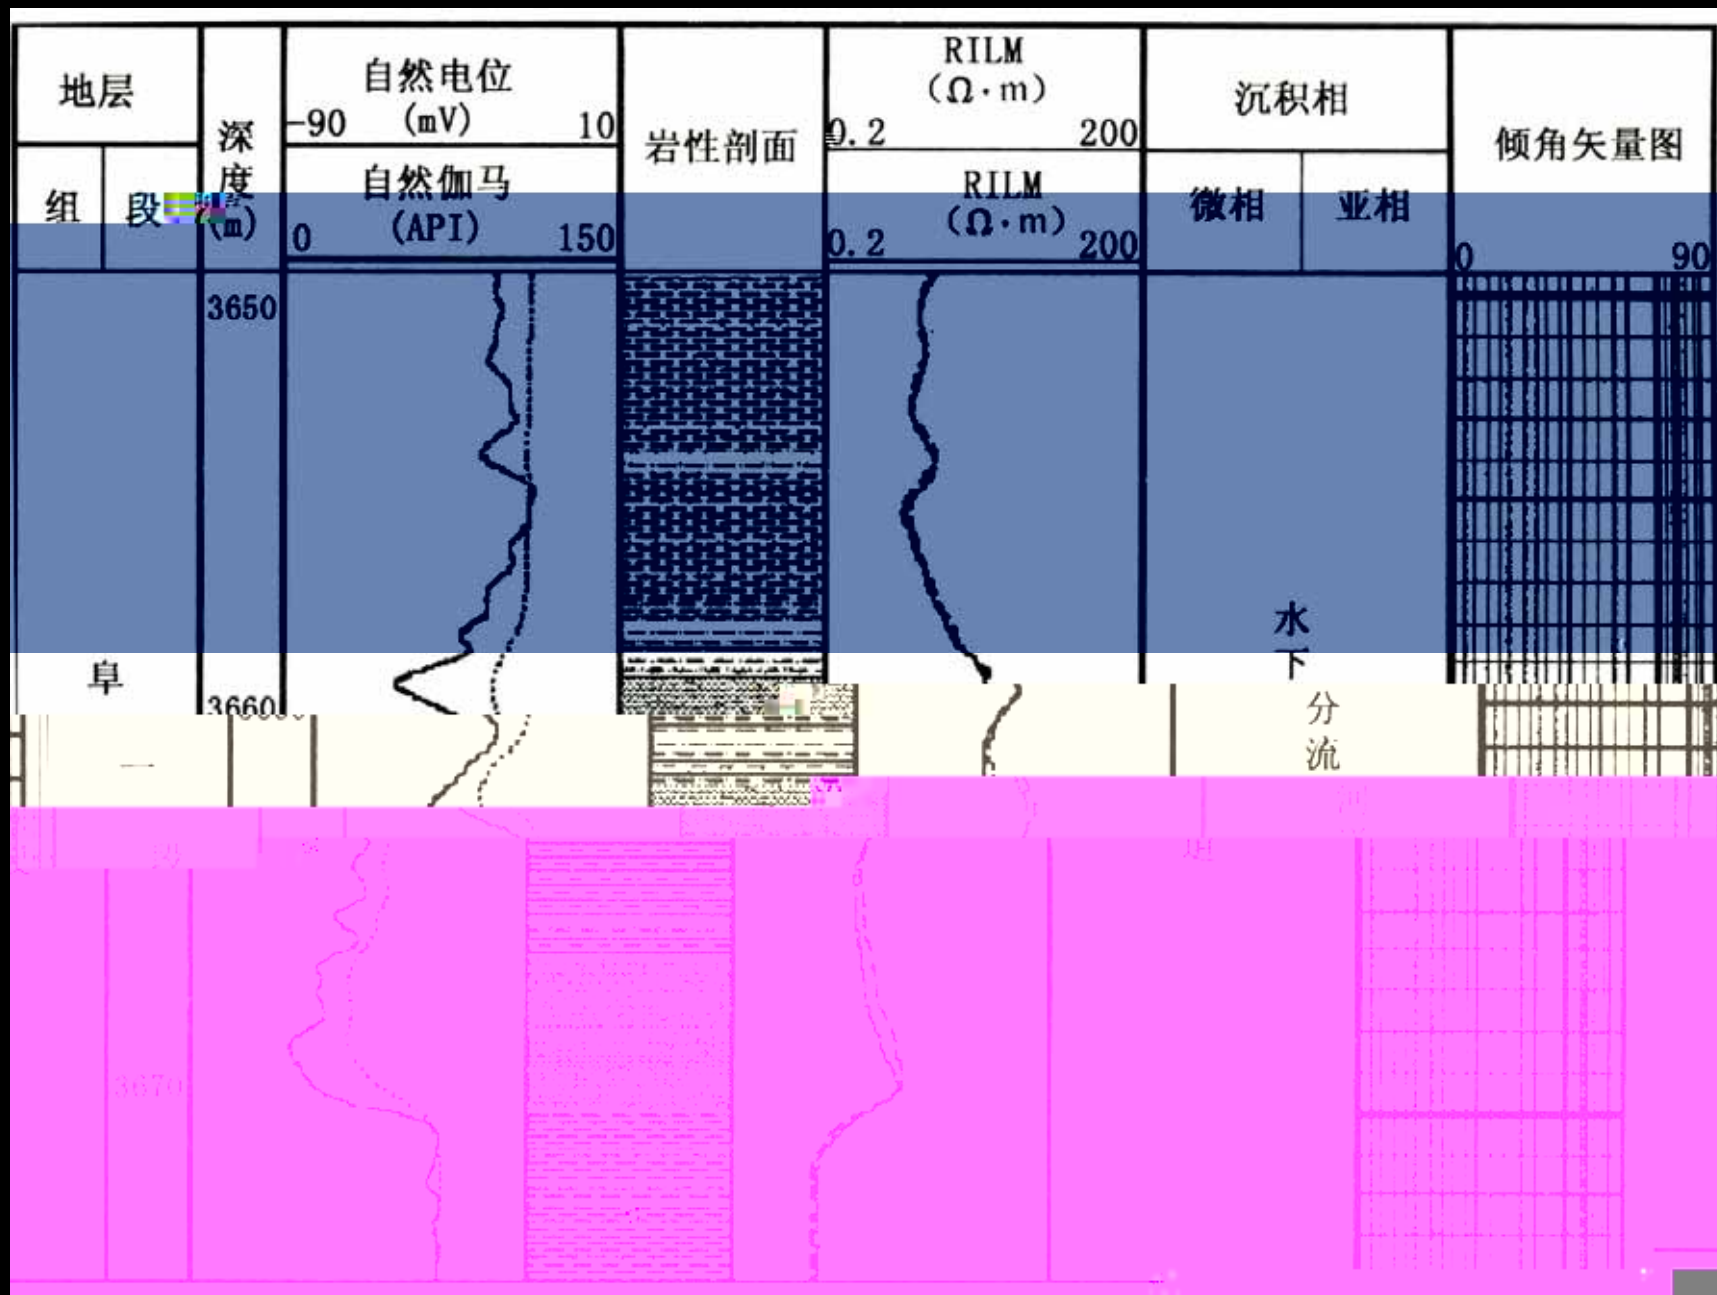 地层
深度(m)
自然电位
(mV)
-90 10
自然伽马
(API)
0 150
岩性剖面
RILM
(Ω·m)
0.2 200
RILM
(Ω·m)
0.2 200
沉积相
倾角矢量图
0 90
组 段
微相 亚相
3650
3660
3670
阜
一
水
下
分
流